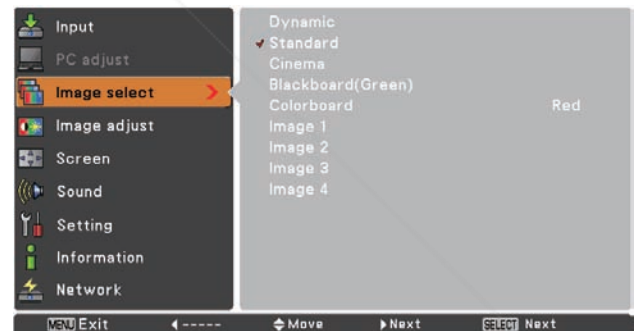 Input
PC adjust
Image select
Image adjust
Screen
Sound
Setting
Information
Network
Dynamic
Standard
Cinema
Blackboard(Green)
Colorboard Red
Image 1
Image 2
Image 3
Image 4
MENU Exit ◀ ----- Move ▶Next SELECT Next